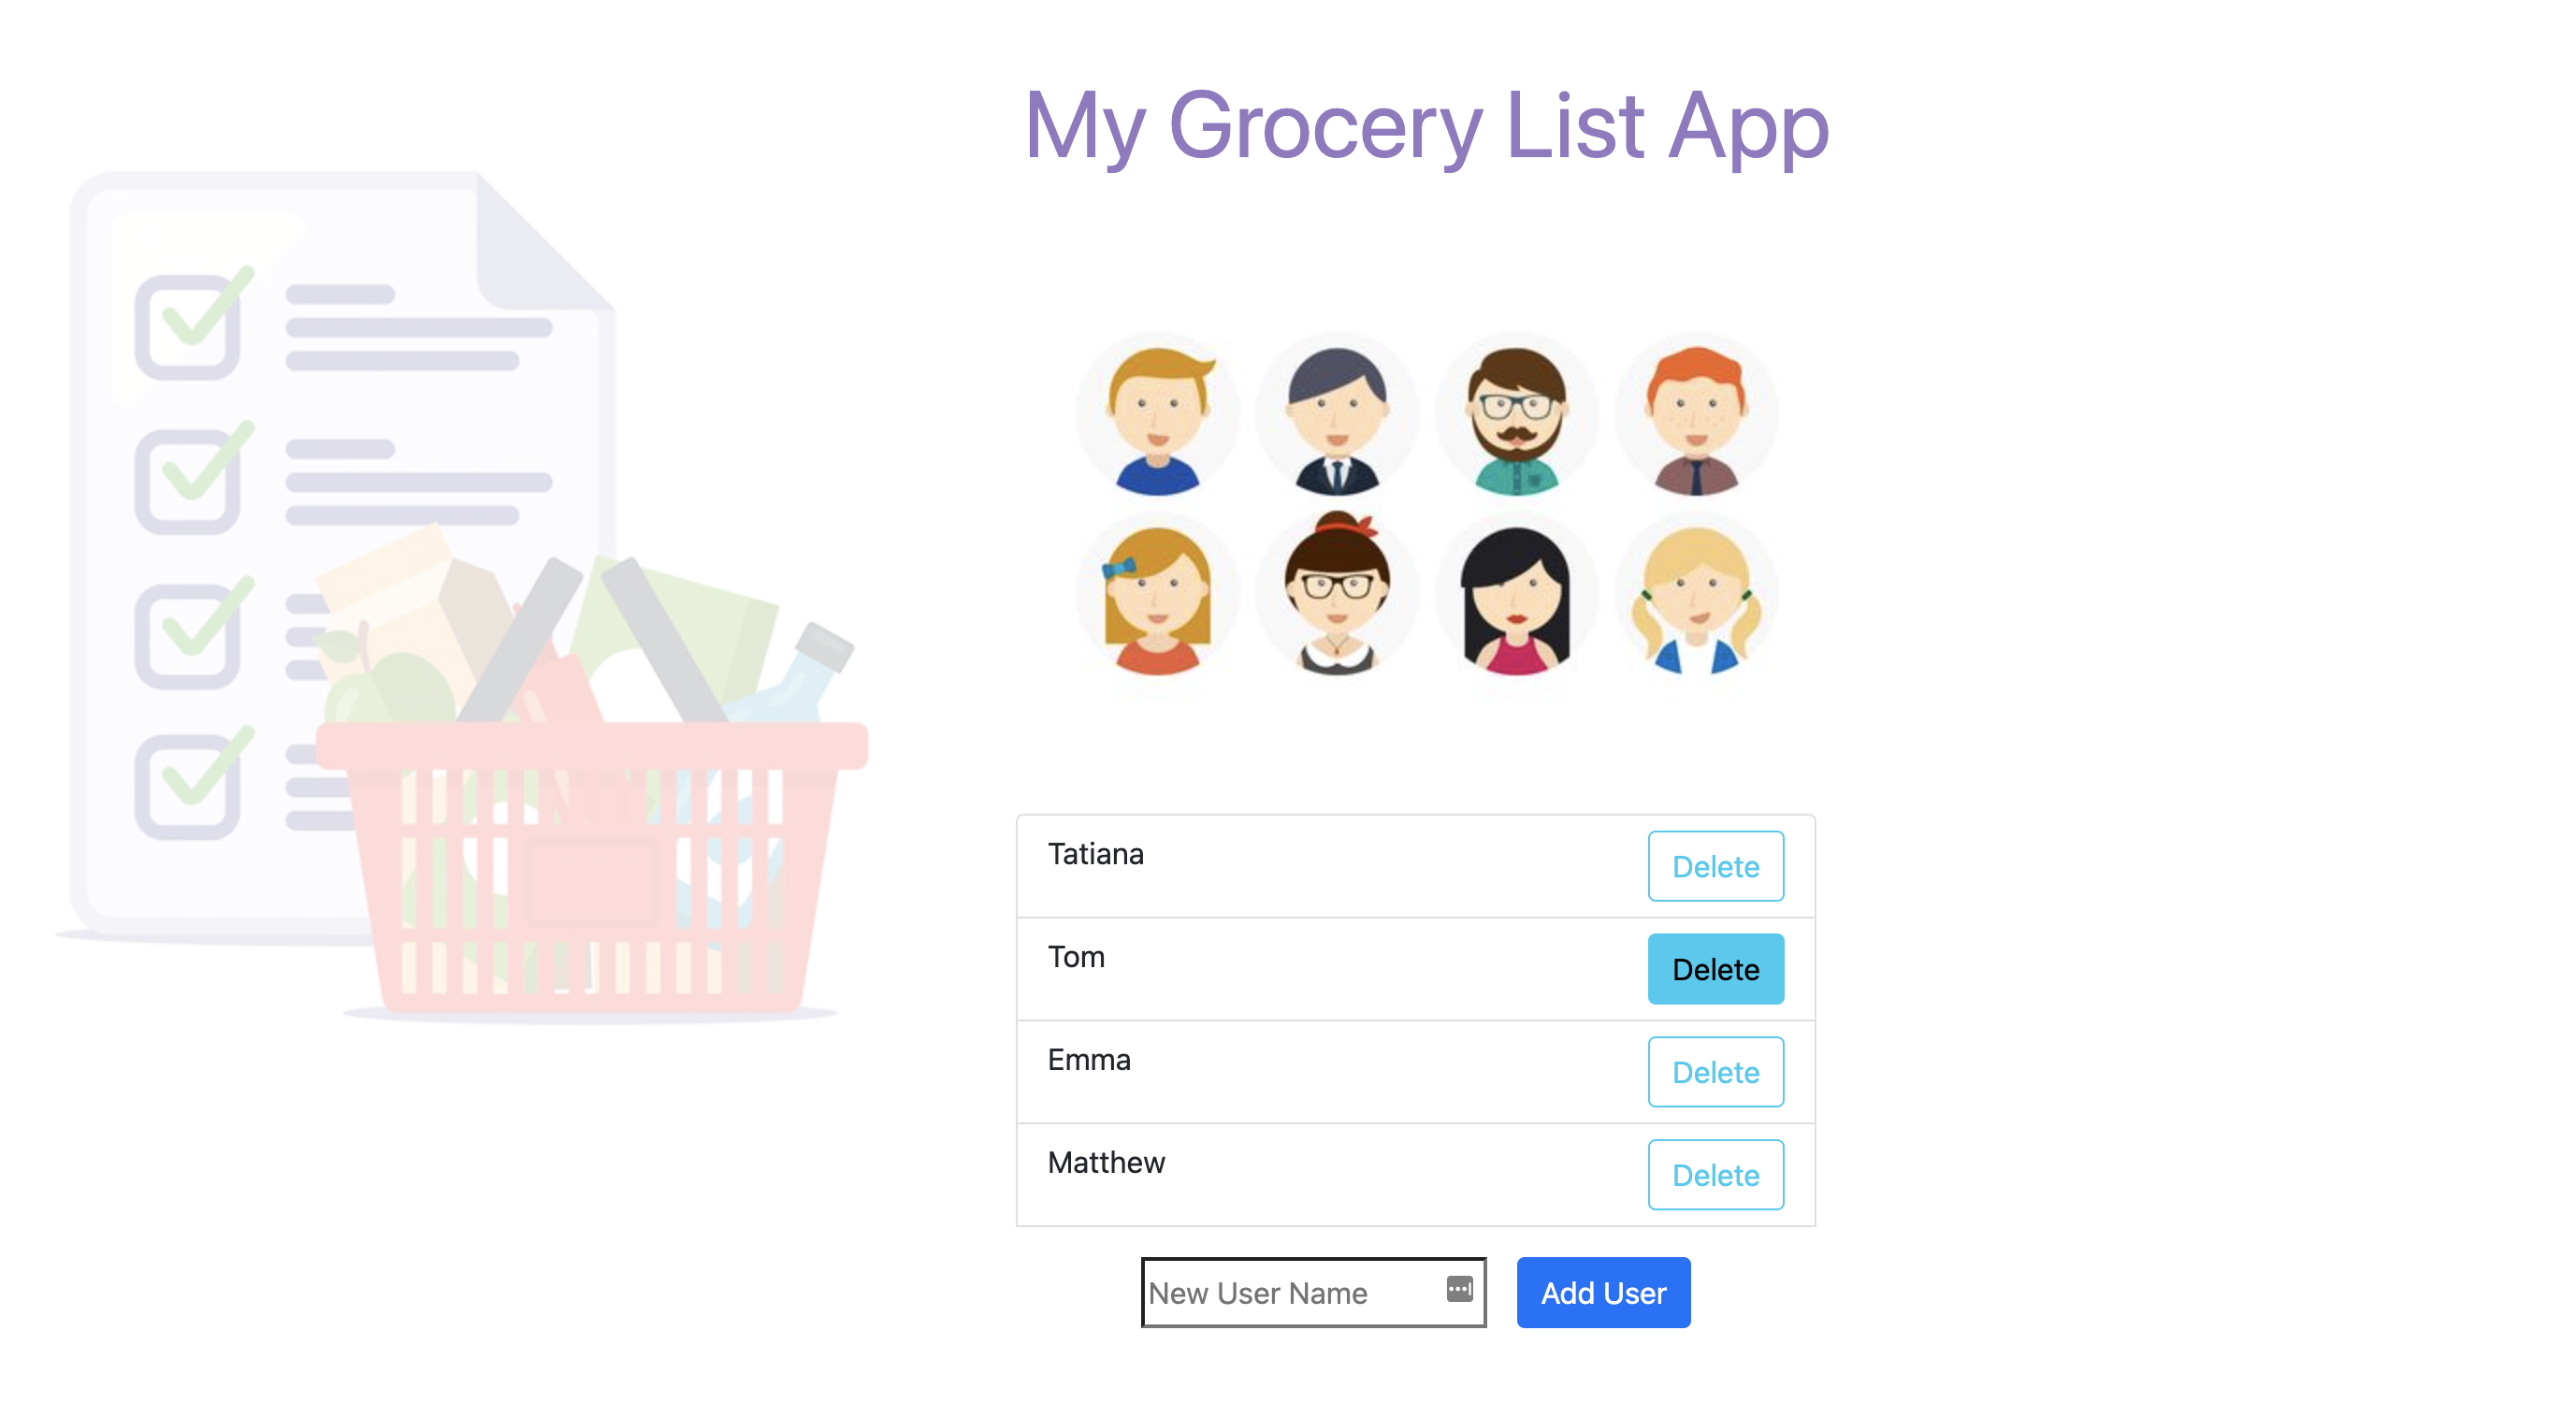 My Grocery List App
Tatiana
Delete
Tom
Delete
Emma
Delete
Matthew
Delete
New User Name
Add User